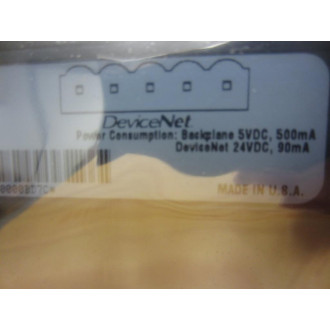 DeviceNet
Power Consumption: Backplane 5VDC, 500mA
DeviceNet 24VDC, 90mA
MADE IN U.S.A.